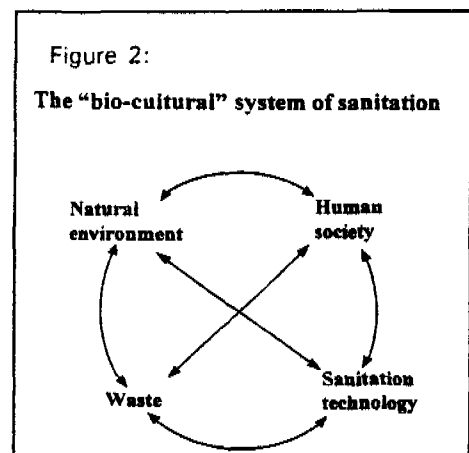 Figure 2:
The "bio-cultural" system of sanitation
Natural
environment
Human
society
Waste
Sanitation
technology